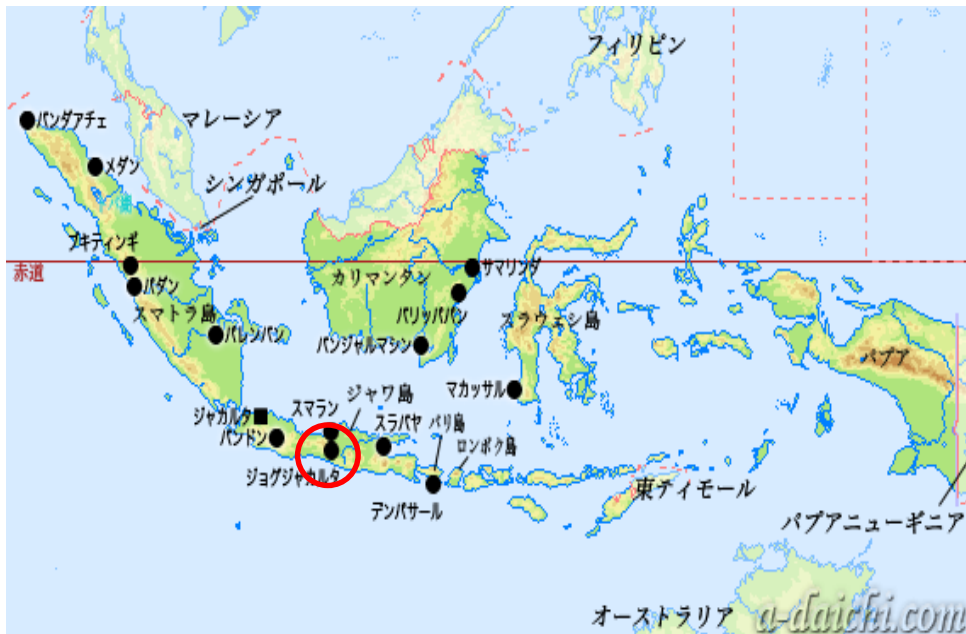 フィリピン
バンダアチェ
マレーシア
メダン
シンガポール
ブキティンギ
赤道
パダン
スマトラ島
パレンバン
カリマンタン
サマリンダ
バリッパパン
バンジャルマシン
スラウェシ島
マカッサル
パプア
ジャカルタ
バンドン
スマラン
ジャワ島
スラバヤ
バリ島
ロンボク島
ジョグジャカルタ
デンパサール
東ティモール
パプアニューギニア
オーストラリア
a-daichi.com